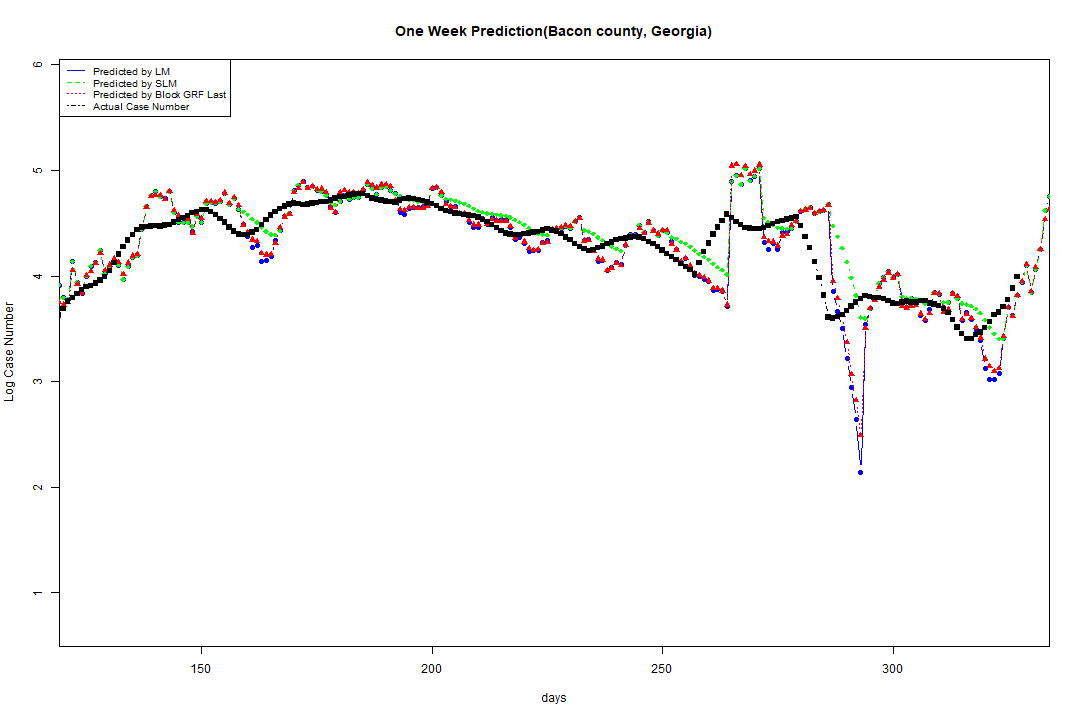 One Week Prediction(Bacon county, Georgia)
Predicted by LM
Predicted by SLM
Predicted by Block GRF Last
Actual Case Number
6
5
4
3
2
1
Log Case Number
150
200
250
300
days